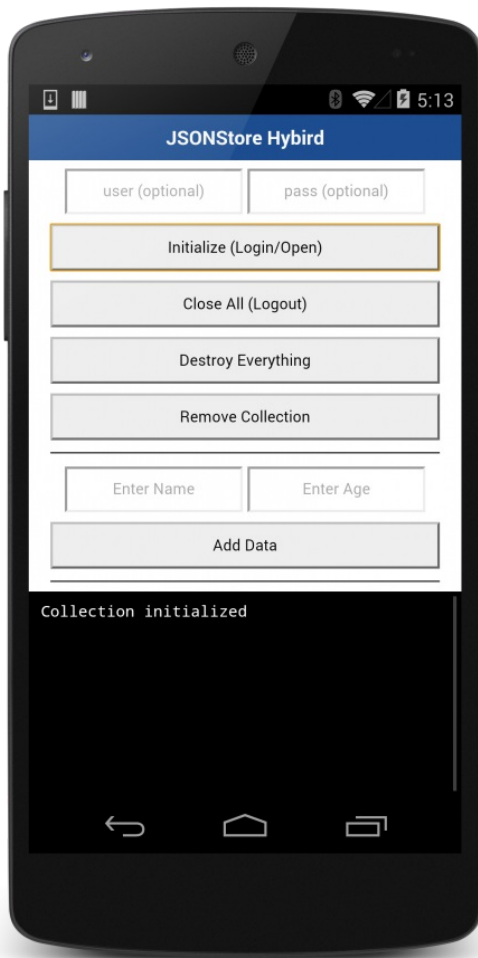 5:13
JSONStore Hybird
user (optional) pass (optional)
Initialize (Login/Open)
Close All (Logout)
Destroy Everything
Remove Collection
Enter Name Enter Age
Add Data
Collection initialized